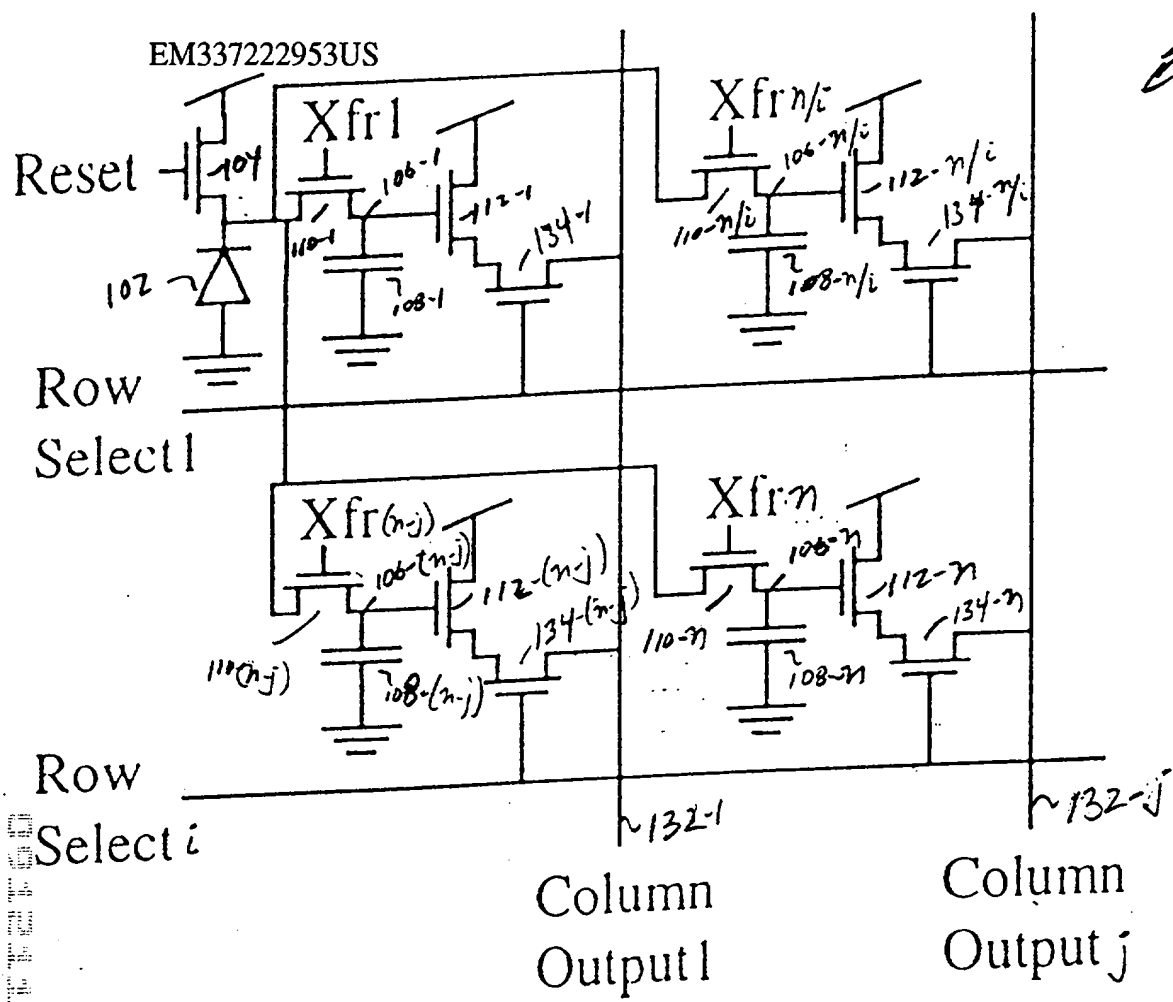 EM337222953US
Xfr1
Xfrn/i
Reset
104
106-1
106-n/i
112-1
112-n/i
110-1
110-n/i
134-1
134-n/i
102
108-1
108-n/i
Row
Select1
Xfr(n-j)
Xfrn
106-(n-j)
106-n
112-(n-j)
112-n
134-(n-j)
134-n
110(n-j)
110-n
108-(n-j)
108-n
Row
Select i
132-1
132-j
Column
Output1
Column
Output j